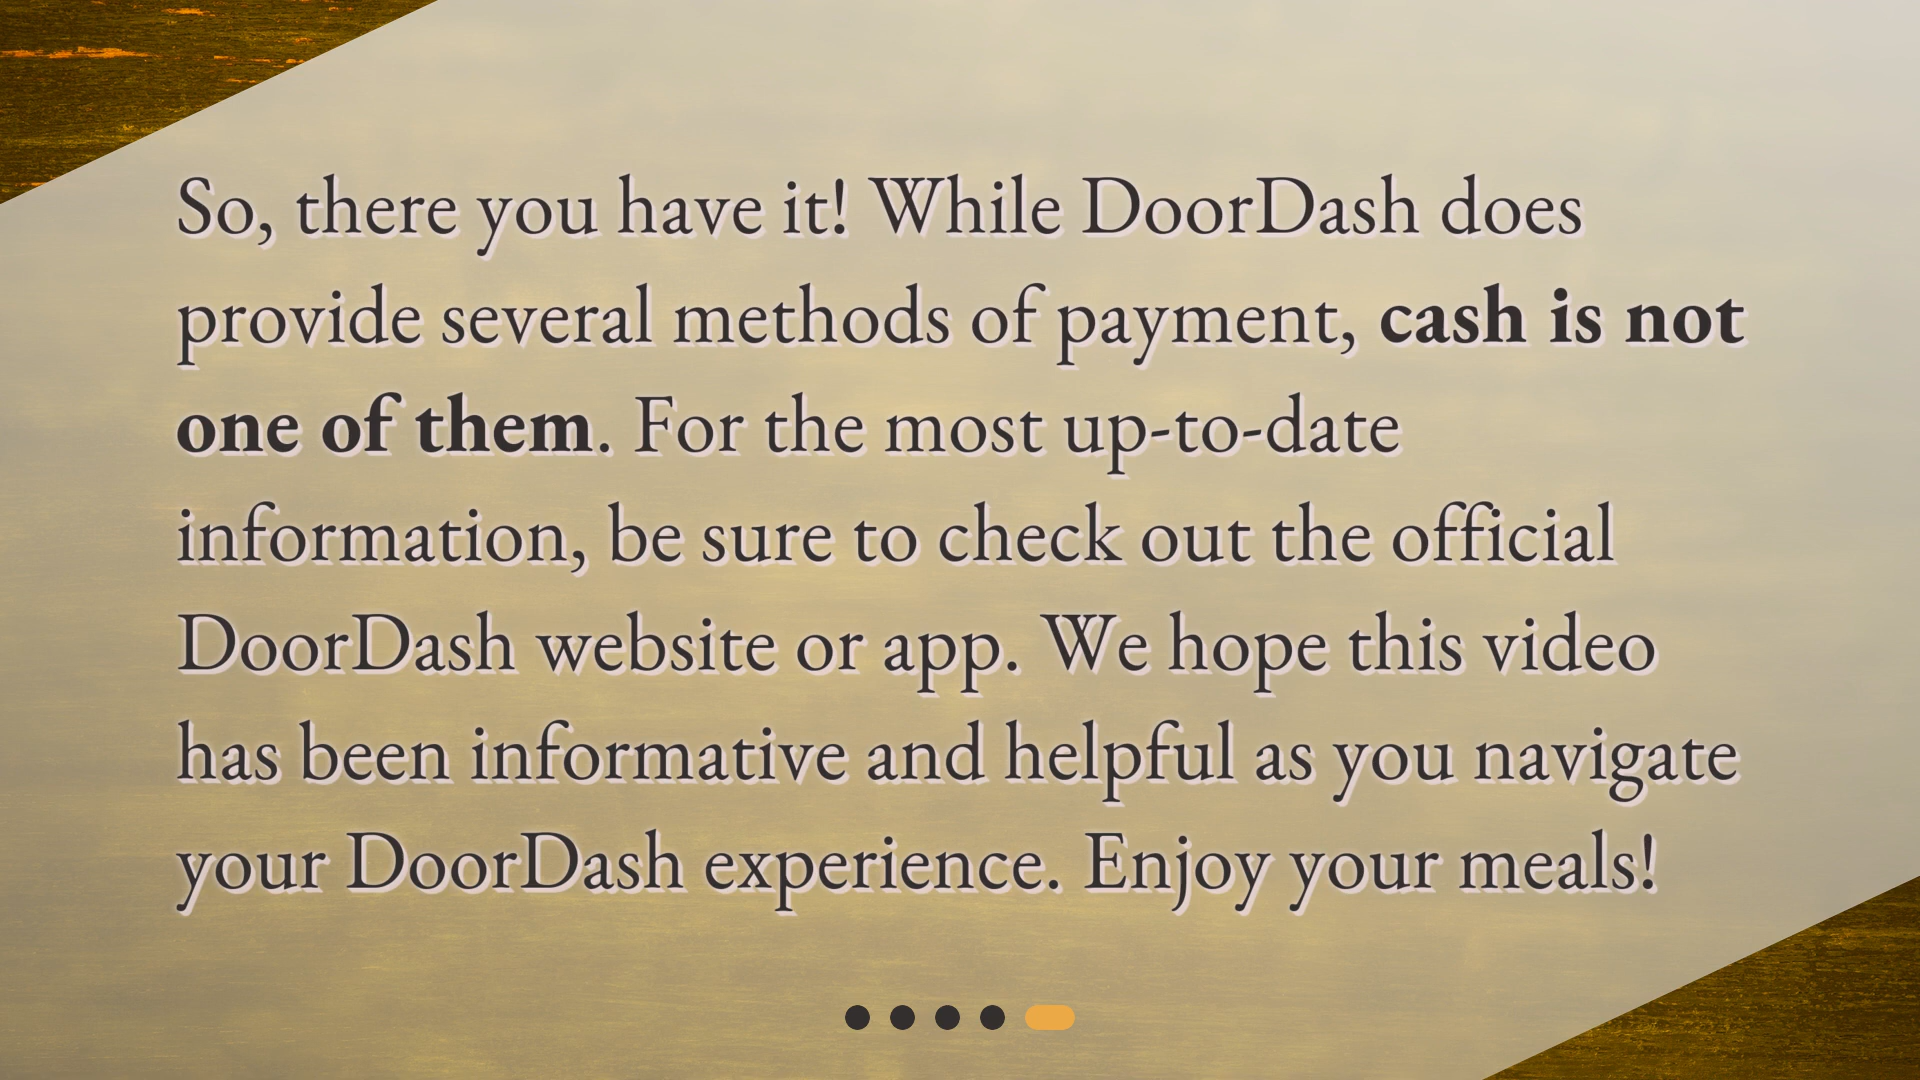 So, there you have it! While DoorDash does
provide several methods of payment, cash is not
one of them. For the most up-to-date
information, be sure to check out the official
DoorDash website or app. We hope this video
has been informative and helpful as you navigate
your DoorDash experience. Enjoy your meals!